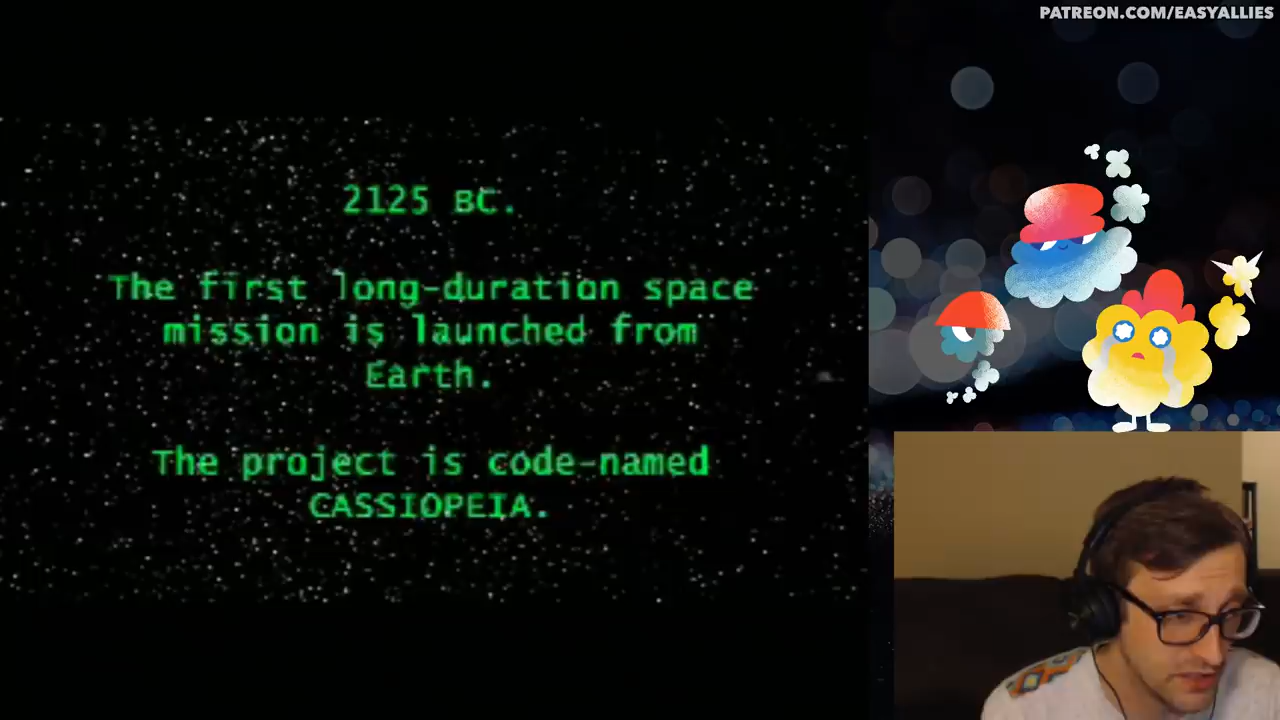 PATREON.COM/EASYALLIES
2125 BC.
The first long-duration space
mission is launched from
Earth.
The project is code-named
CASSIOPEIA.